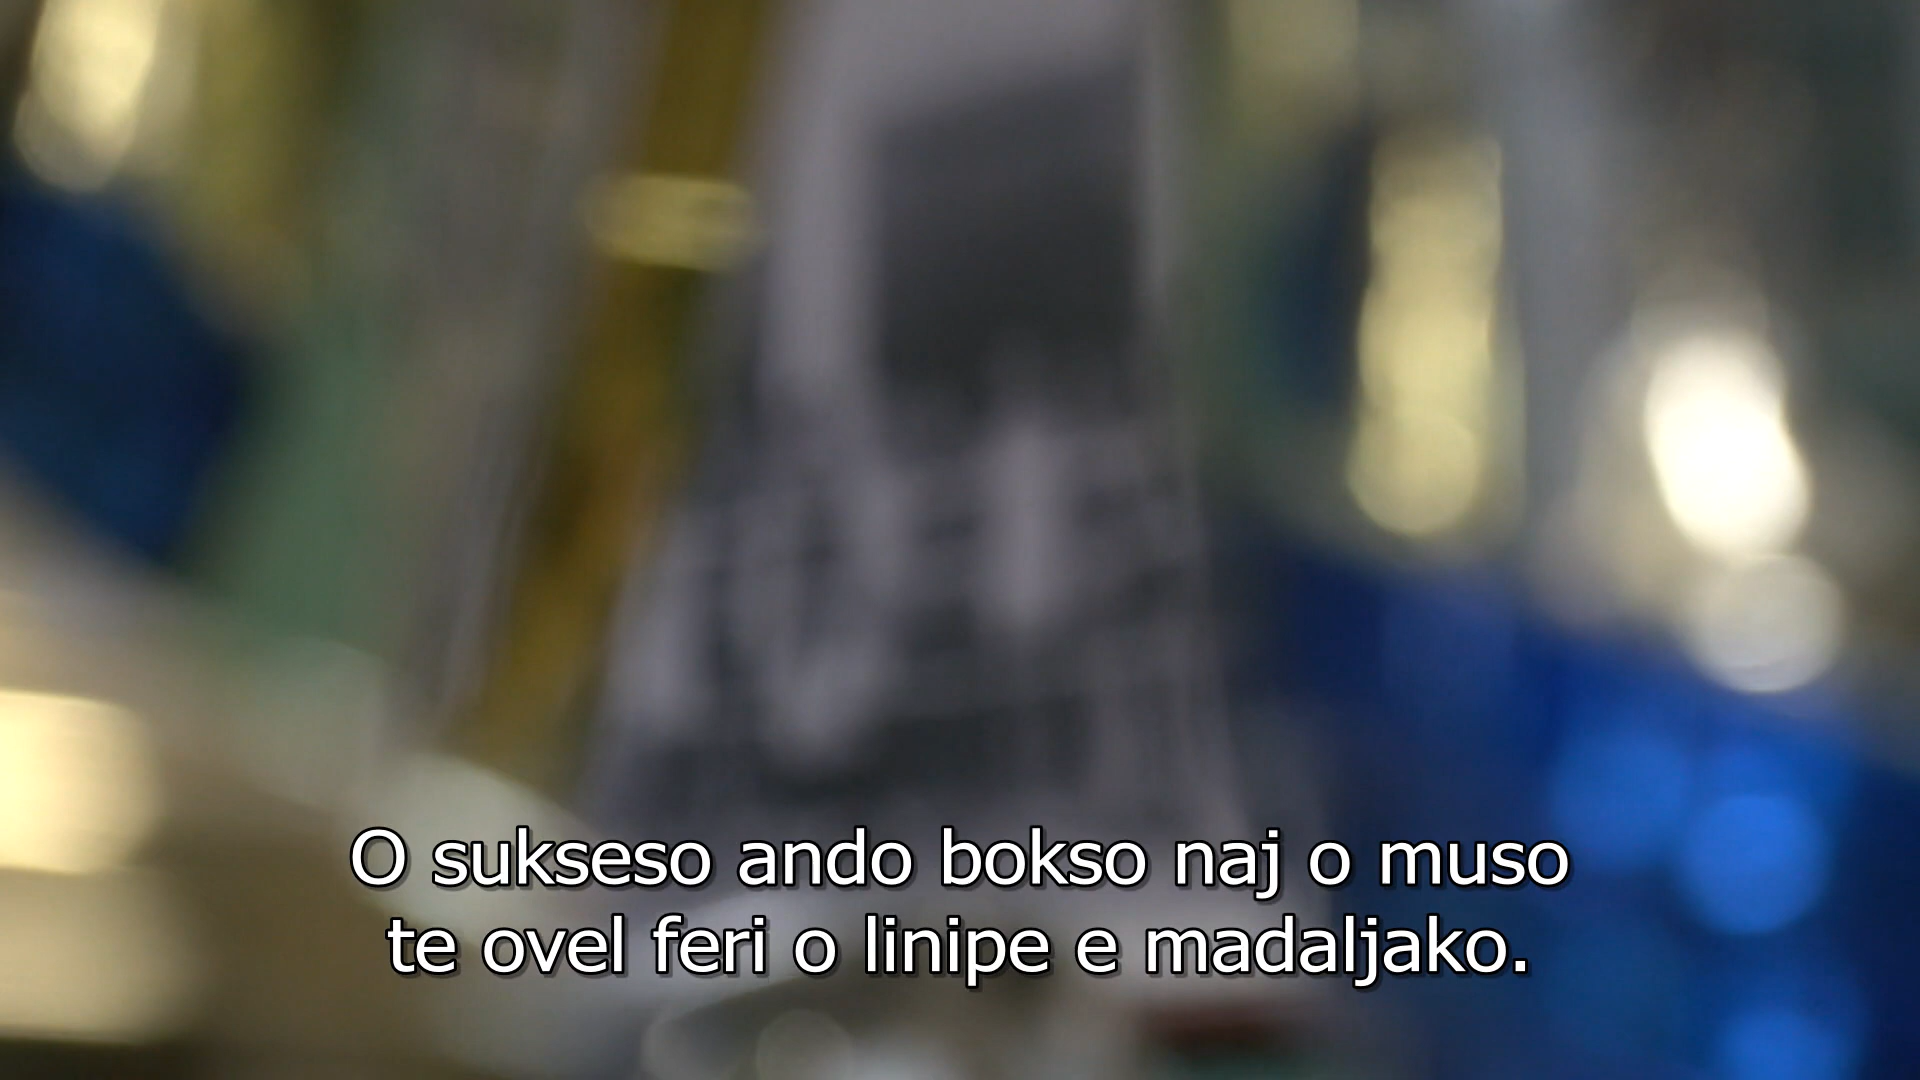 O sukseso ando bokso naj o muso
te ovel feri o linipe e madaljako.